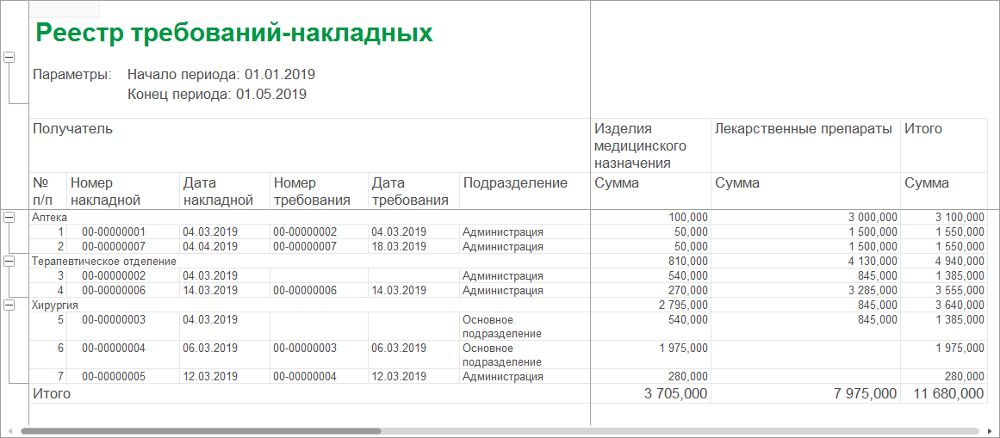 Реестр требований-накладных
Параметры: Начало периода: 01.01.2019
Конец периода: 01.05.2019
Получатель Изделия медицинского назначения Лекарственные препараты Итого
№ п/п Номер накладной Дата накладной Номер требования Дата требования Подразделение Сумма Сумма Сумма
Аптека 100,000 3 000,000 3 100,000
1 00-00000001 04.03.2019 00-00000002 04.03.2019 Администрация 50,000 1 500,000 1 550,000
2 00-00000007 04.04.2019 00-00000007 18.03.2019 Администрация 50,000 1 500,000 1 550,000
Терапевтическое отделение 810,000 4 130,000 4 940,000
3 00-00000002 04.03.2019 Администрация 540,000 845,000 1 385,000
4 00-00000006 14.03.2019 00-00000006 14.03.2019 Администрация 270,000 3 285,000 3 555,000
Хирургия 2 795,000 845,000 3 640,000
5 00-00000003 04.03.2019 Основное подразделение 540,000 845,000 1 385,000
6 00-00000004 06.03.2019 00-00000003 06.03.2019 Основное подразделение 1 975,000 1 975,000
7 00-00000005 12.03.2019 00-00000004 12.03.2019 Администрация 280,000 280,000
Итого 3 705,000 7 975,000 11 680,000